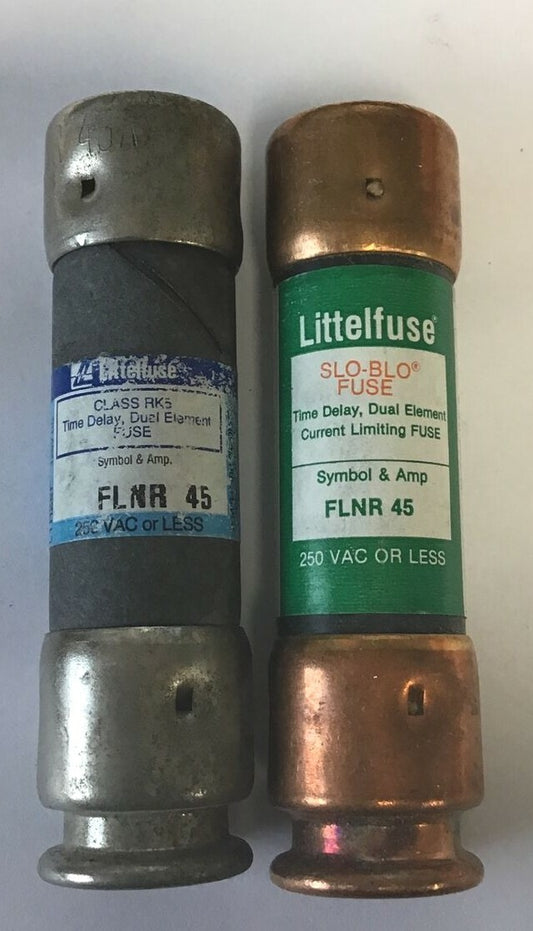 Littelfuse
CLASS RK5
Time Delay, Dual Element
FUSE
Symbol & Amp.
FLNR 45
250 VAC or LESS
Littelfuse®
SLO-BLO®
FUSE
Time Delay, Dual Element
Current Limiting FUSE
Symbol & Amp
FLNR 45
250 VAC OR LESS